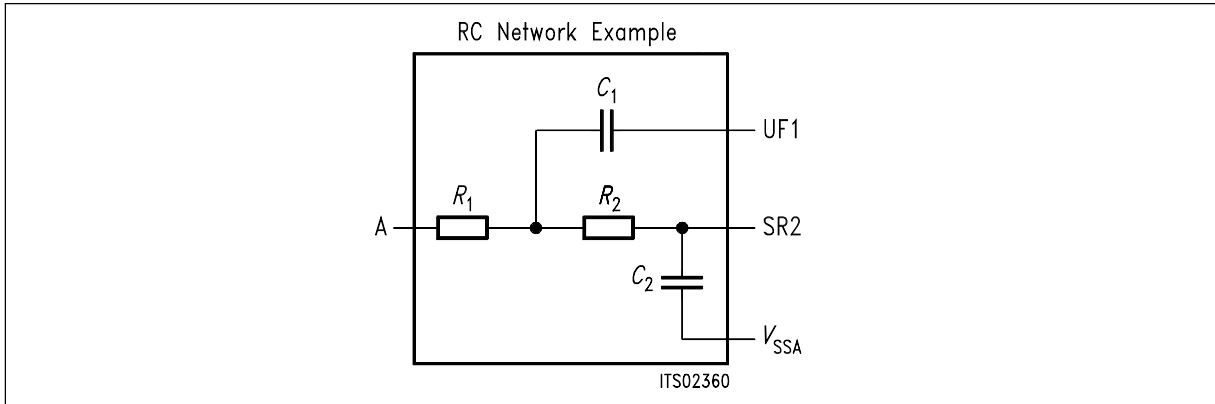 RC Network Example
C1
UF1
R1
R2
A
SR2
C2
VSSA
ITS02360